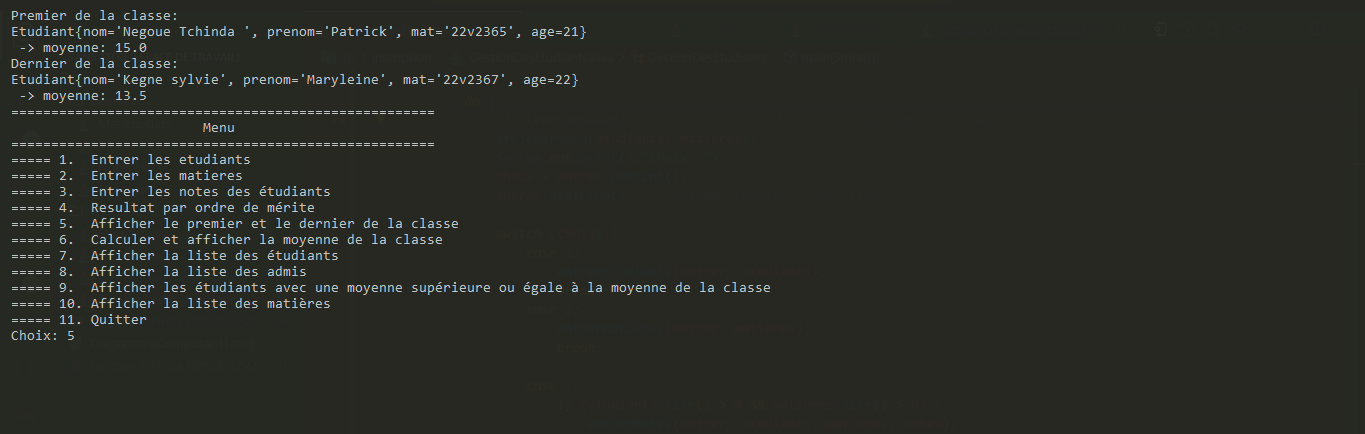 Premier de la classe:
Etudiant{nom='Negoue Tchinda ', prenom='Patrick', mat='22v2365', age=21}
 -> moyenne: 15.0
Dernier de la classe:
Etudiant{nom='Kegne sylvie', prenom='Maryleine', mat='22v2367', age=22}
 -> moyenne: 13.5
=====================================================
                        Menu
=====================================================
===== 1.  Entrer les etudiants
===== 2.  Entrer les matieres
===== 3.  Entrer les notes des étudiants
===== 4.  Resultat par ordre de mérite
===== 5.  Afficher le premier et le dernier de la classe
===== 6.  Calculer et afficher la moyenne de la classe
===== 7.  Afficher la liste des étudiants
===== 8.  Afficher la liste des admis
===== 9.  Afficher les étudiants avec une moyenne supérieure ou égale à la moyenne de la classe
===== 10. Afficher la liste des matières
===== 11. Quitter
Choix: 5